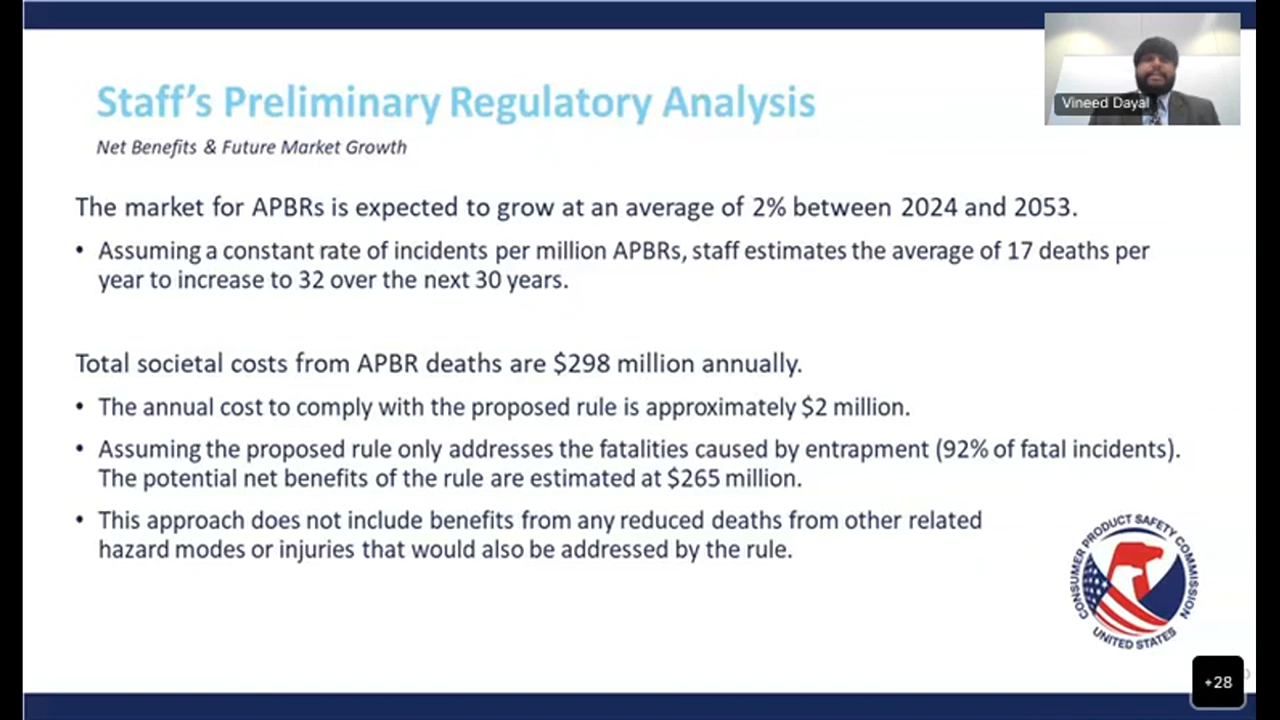 Staff's Preliminary Regulatory Analysis
Net Benefits & Future Market Growth
Vineed Dayal
The market for APBRs is expected to grow at an average of 2% between 2024 and 2053.
• Assuming a constant rate of incidents per million APBRs, staff estimates the average of 17 deaths per
year to increase to 32 over the next 30 years.
Total societal costs from APBR deaths are $298 million annually.
• The annual cost to comply with the proposed rule is approximately $2 million.
• Assuming the proposed rule only addresses the fatalities caused by entrapment (92% of fatal incidents).
The potential net benefits of the rule are estimated at $265 million.
• This approach does not include benefits from any reduced deaths from other related
hazard modes or injuries that would also be addressed by the rule.
CONSUMER PRODUCT SAFETY COMMISSION
UNITED STATES
+28